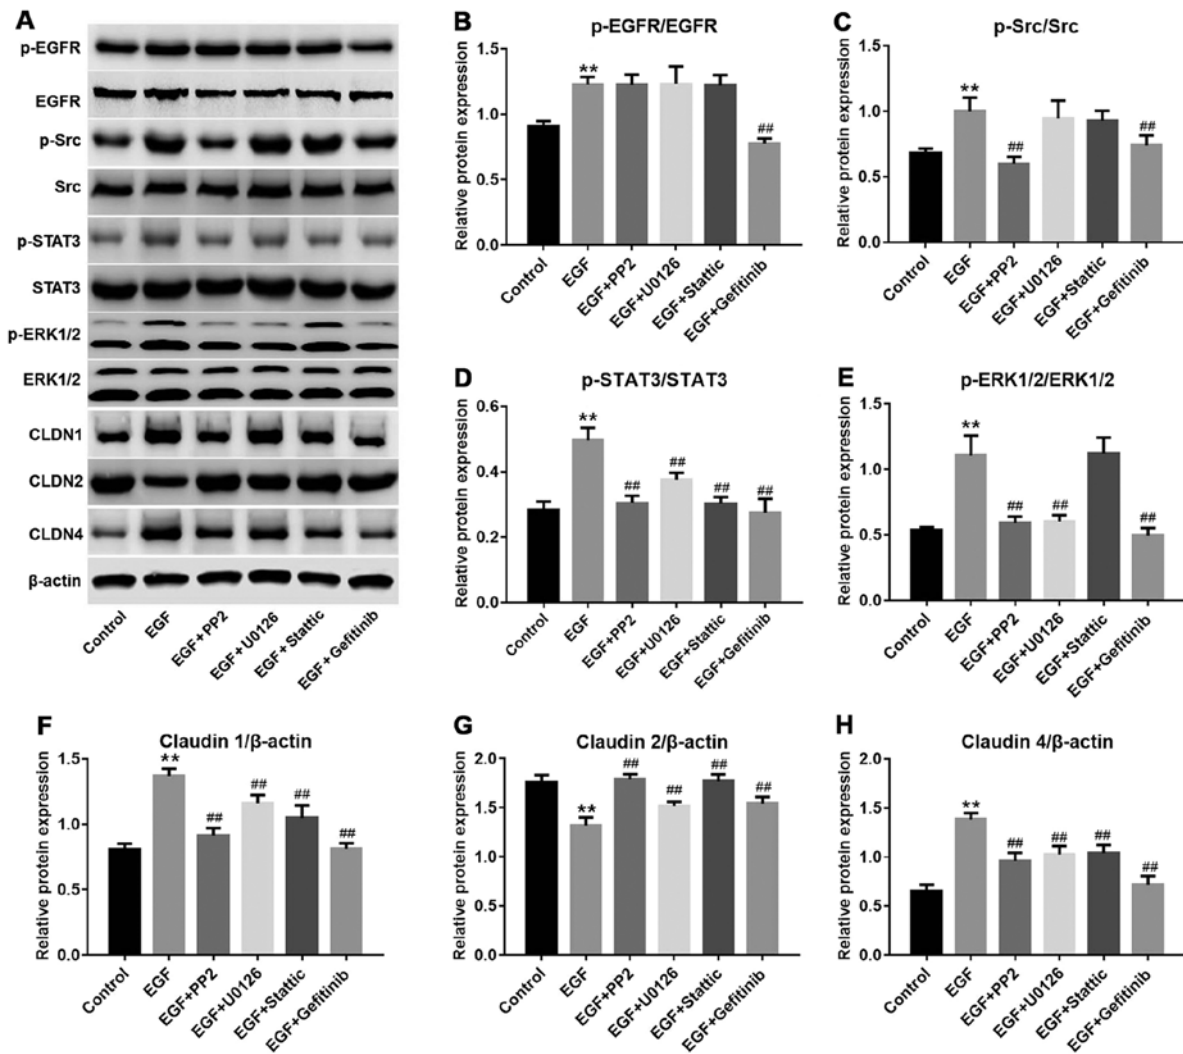 A
p-EGFR
EGFR
p-Src
Src
p-STAT3
STAT3
p-ERK1/2
ERK1/2
CLDN1
CLDN2
CLDN4
β-actin
Control
EGF
EGF+PP2
EGF+U0126
EGF+Stattic
EGF+Gefitinib
B
p-EGFR/EGFR
Relative protein expression
1.5
1.0
0.5
0.0
**
##
Control
EGF
EGF+PP2
EGF+U0126
EGF+Stattic
EGF+Gefitinib
C
p-Src/Src
Relative protein expression
1.5
1.0
0.5
0.0
**
##
##
Control
EGF
EGF+PP2
EGF+U0126
EGF+Stattic
EGF+Gefitinib
D
p-STAT3/STAT3
Relative protein expression
0.6
0.4
0.2
0.0
**
##
##
##
##
Control
EGF
EGF+PP2
EGF+U0126
EGF+Stattic
EGF+Gefitinib
E
p-ERK1/2/ERK1/2
Relative protein expression
1.5
1.0
0.5
0.0
**
##
##
##
Control
EGF
EGF+PP2
EGF+U0126
EGF+Stattic
EGF+Gefitinib
F
Claudin 1/β-actin
Relative protein expression
1.5
1.0
0.5
0.0
**
##
##
##
##
Control
EGF
EGF+PP2
EGF+U0126
EGF+Stattic
EGF+Gefitinib
G
Claudin 2/β-actin
Relative protein expression
2.0
1.5
1.0
0.5
0.0
**
##
##
##
##
Control
EGF
EGF+PP2
EGF+U0126
EGF+Stattic
EGF+Gefitinib
H
Claudin 4/β-actin
Relative protein expression
2.0
1.5
1.0
0.5
0.0
**
##
##
##
##
Control
EGF
EGF+PP2
EGF+U0126
EGF+Stattic
EGF+Gefitinib